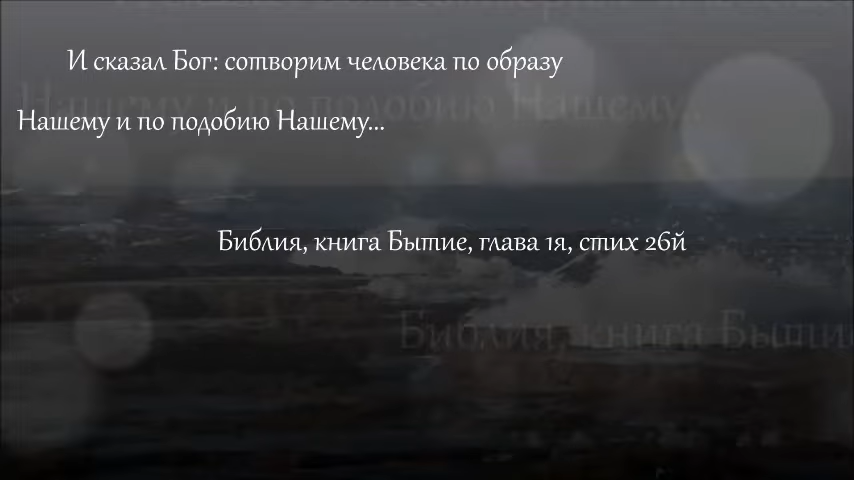 И сказал Бог: сотворим человека по образу
Нашему и по подобию Нашему...
Библия, книга Бытие, глава 1я, стих 26й